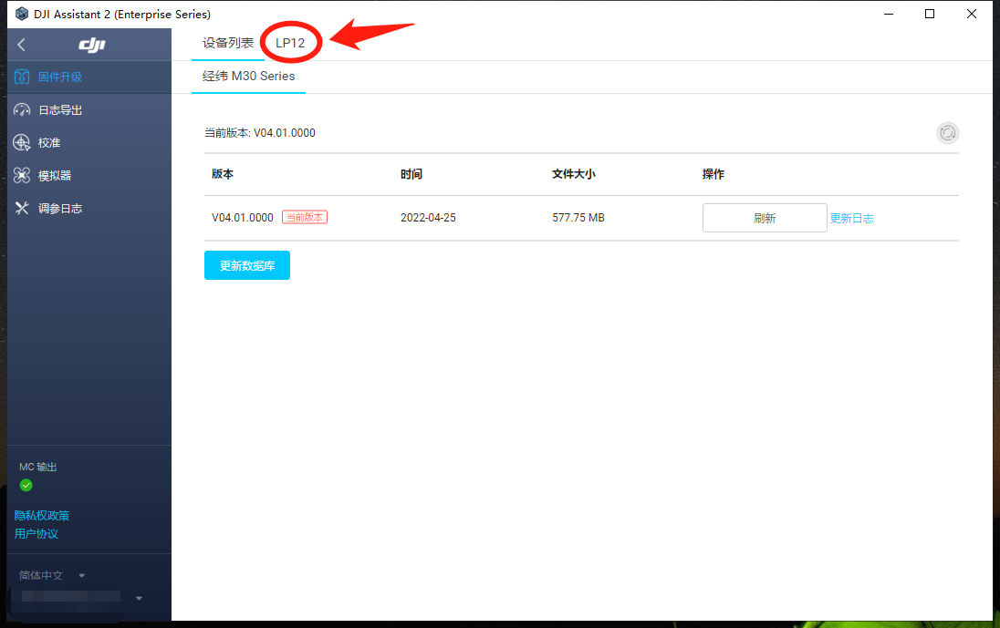 DJI Assistant 2 (Enterprise Series)
dji
设备列表 LP12
固件升级
经纬 M30 Series
日志导出
校准
模拟器
调参日志
当前版本: V04.01.0000
版本 时间 文件大小 操作
V04.01.0000 当前版本 2022-04-25 577.75 MB 刷新 更新日志
更新数据库
MC 输出
隐私权政策
用户协议
简体中文